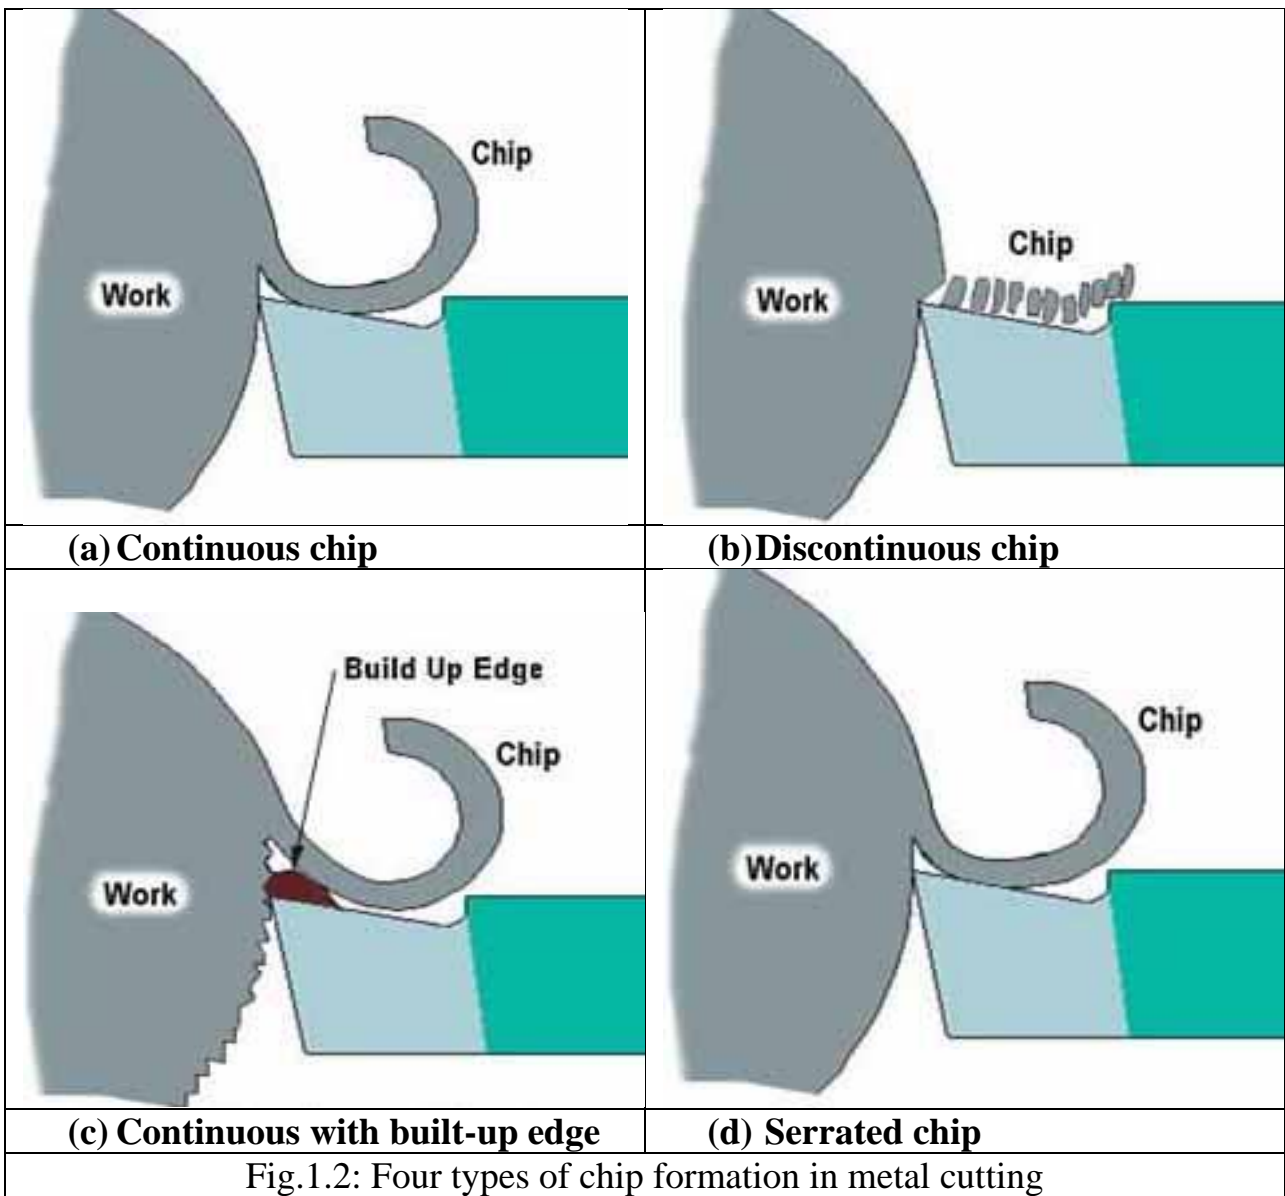 Chip
Work
Chip
Work
(a) Continuous chip
(b)Discontinuous chip
Build Up Edge
Chip
Work
Chip
Work
(c) Continuous with built-up edge
(d) Serrated chip
Fig.1.2: Four types of chip formation in metal cutting